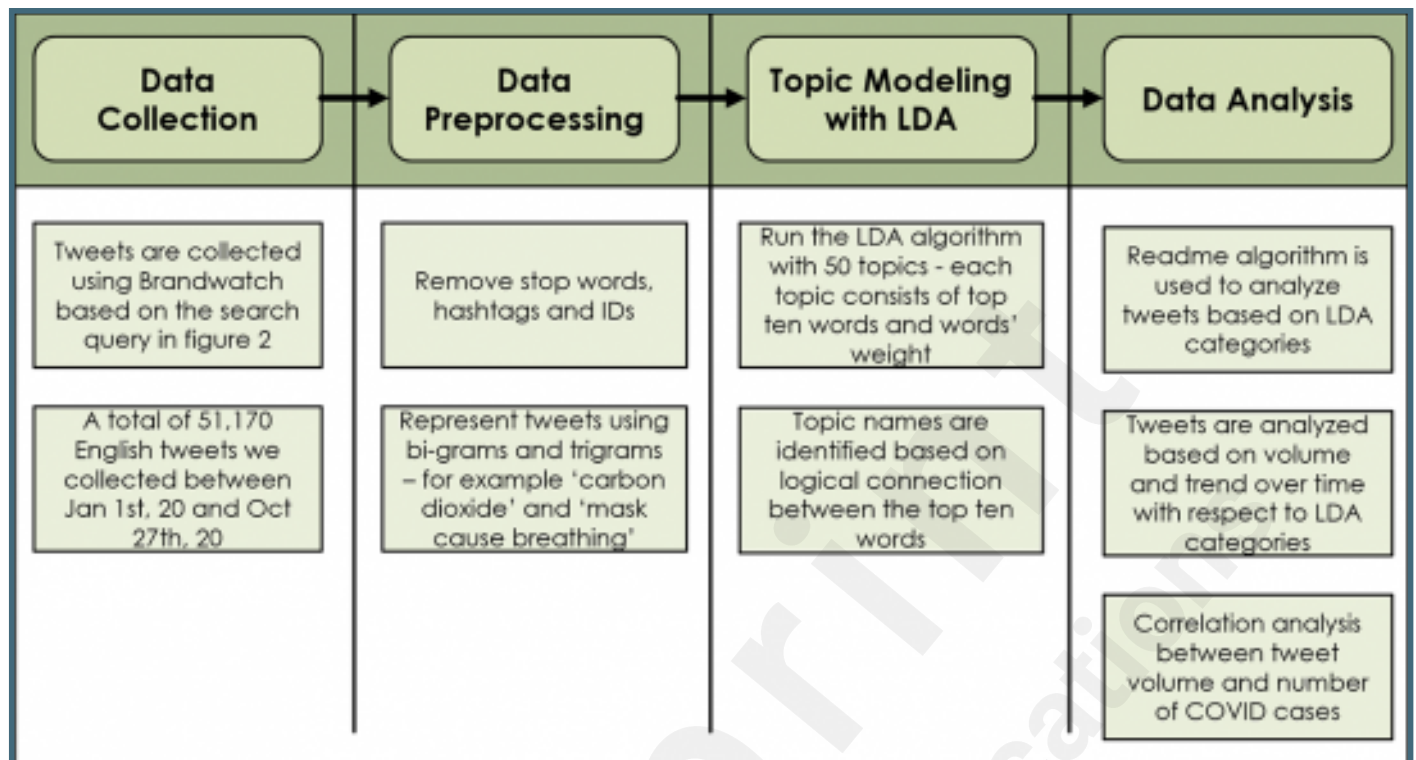 Data
Collection
Data
Preprocessing
Topic Modeling
with LDA
Data Analysis
Tweets are collected
using Brandwatch
based on the search
query in figure 2
A total of 51,170
English tweets we
collected between
Jan 1st, 20 and Oct
27th, 20
Remove stop words,
hashtags and IDs
Represent tweets using
bi-grams and trigrams
– for example ‘carbon
dioxide’ and ‘mask
cause breathing’
Run the LDA algorithm
with 50 topics - each
topic consists of top
ten words and words’
weight
Topic names are
identified based on
logical connection
between the top ten
words
Readme algorithm is
used to analyze
tweets based on LDA
categories
Tweets are analyzed
based on volume
and trend over time
with respect to LDA
categories
Correlation analysis
between tweet
volume and number
of COVID cases